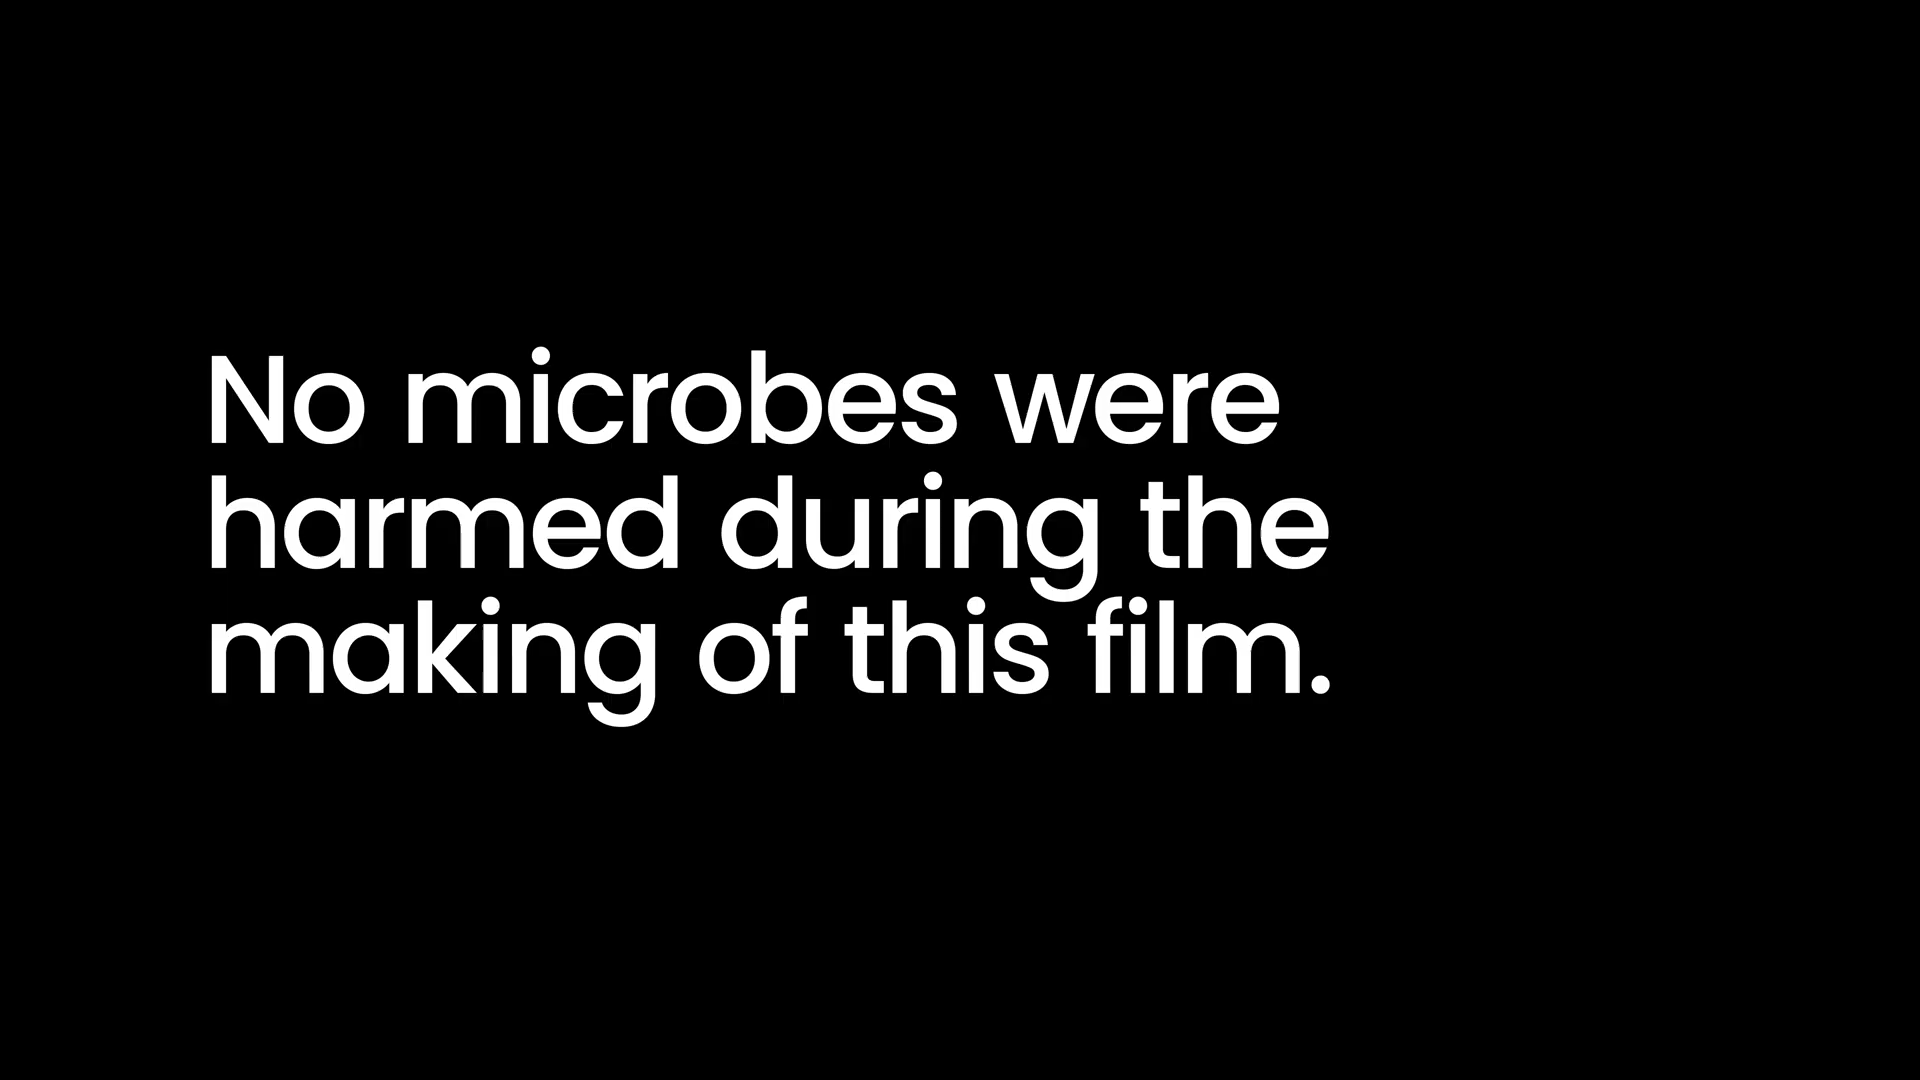 No microbes were
harmed during the
making of this film.